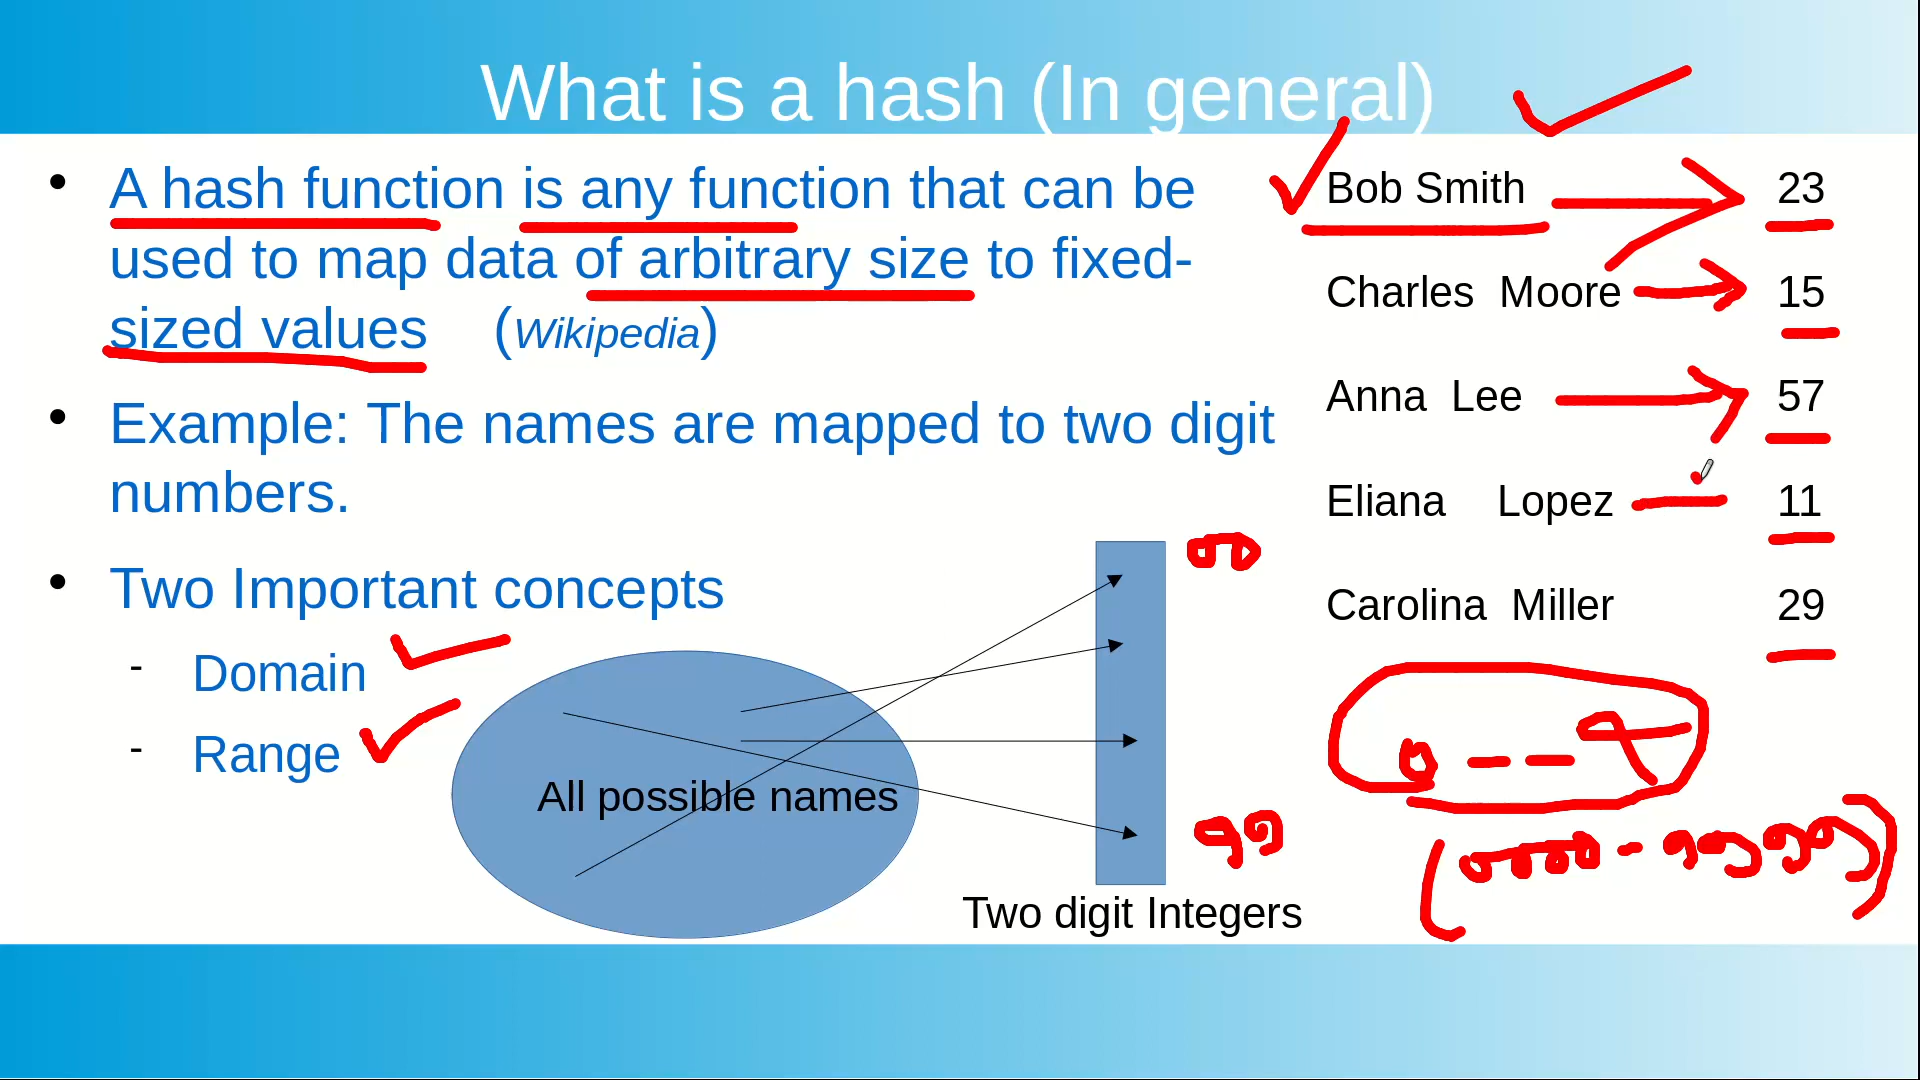 What is a hash (In general)
A hash function is any function that can be
used to map data of arbitrary size to fixed-
sized values (Wikipedia)
Example: The names are mapped to two digit
numbers.
Two Important concepts
- Domain
- Range
All possible names
Two digit Integers
00
99
Bob Smith 23
Charles Moore 15
Anna Lee 57
Eliana Lopez 11
Carolina Miller 29